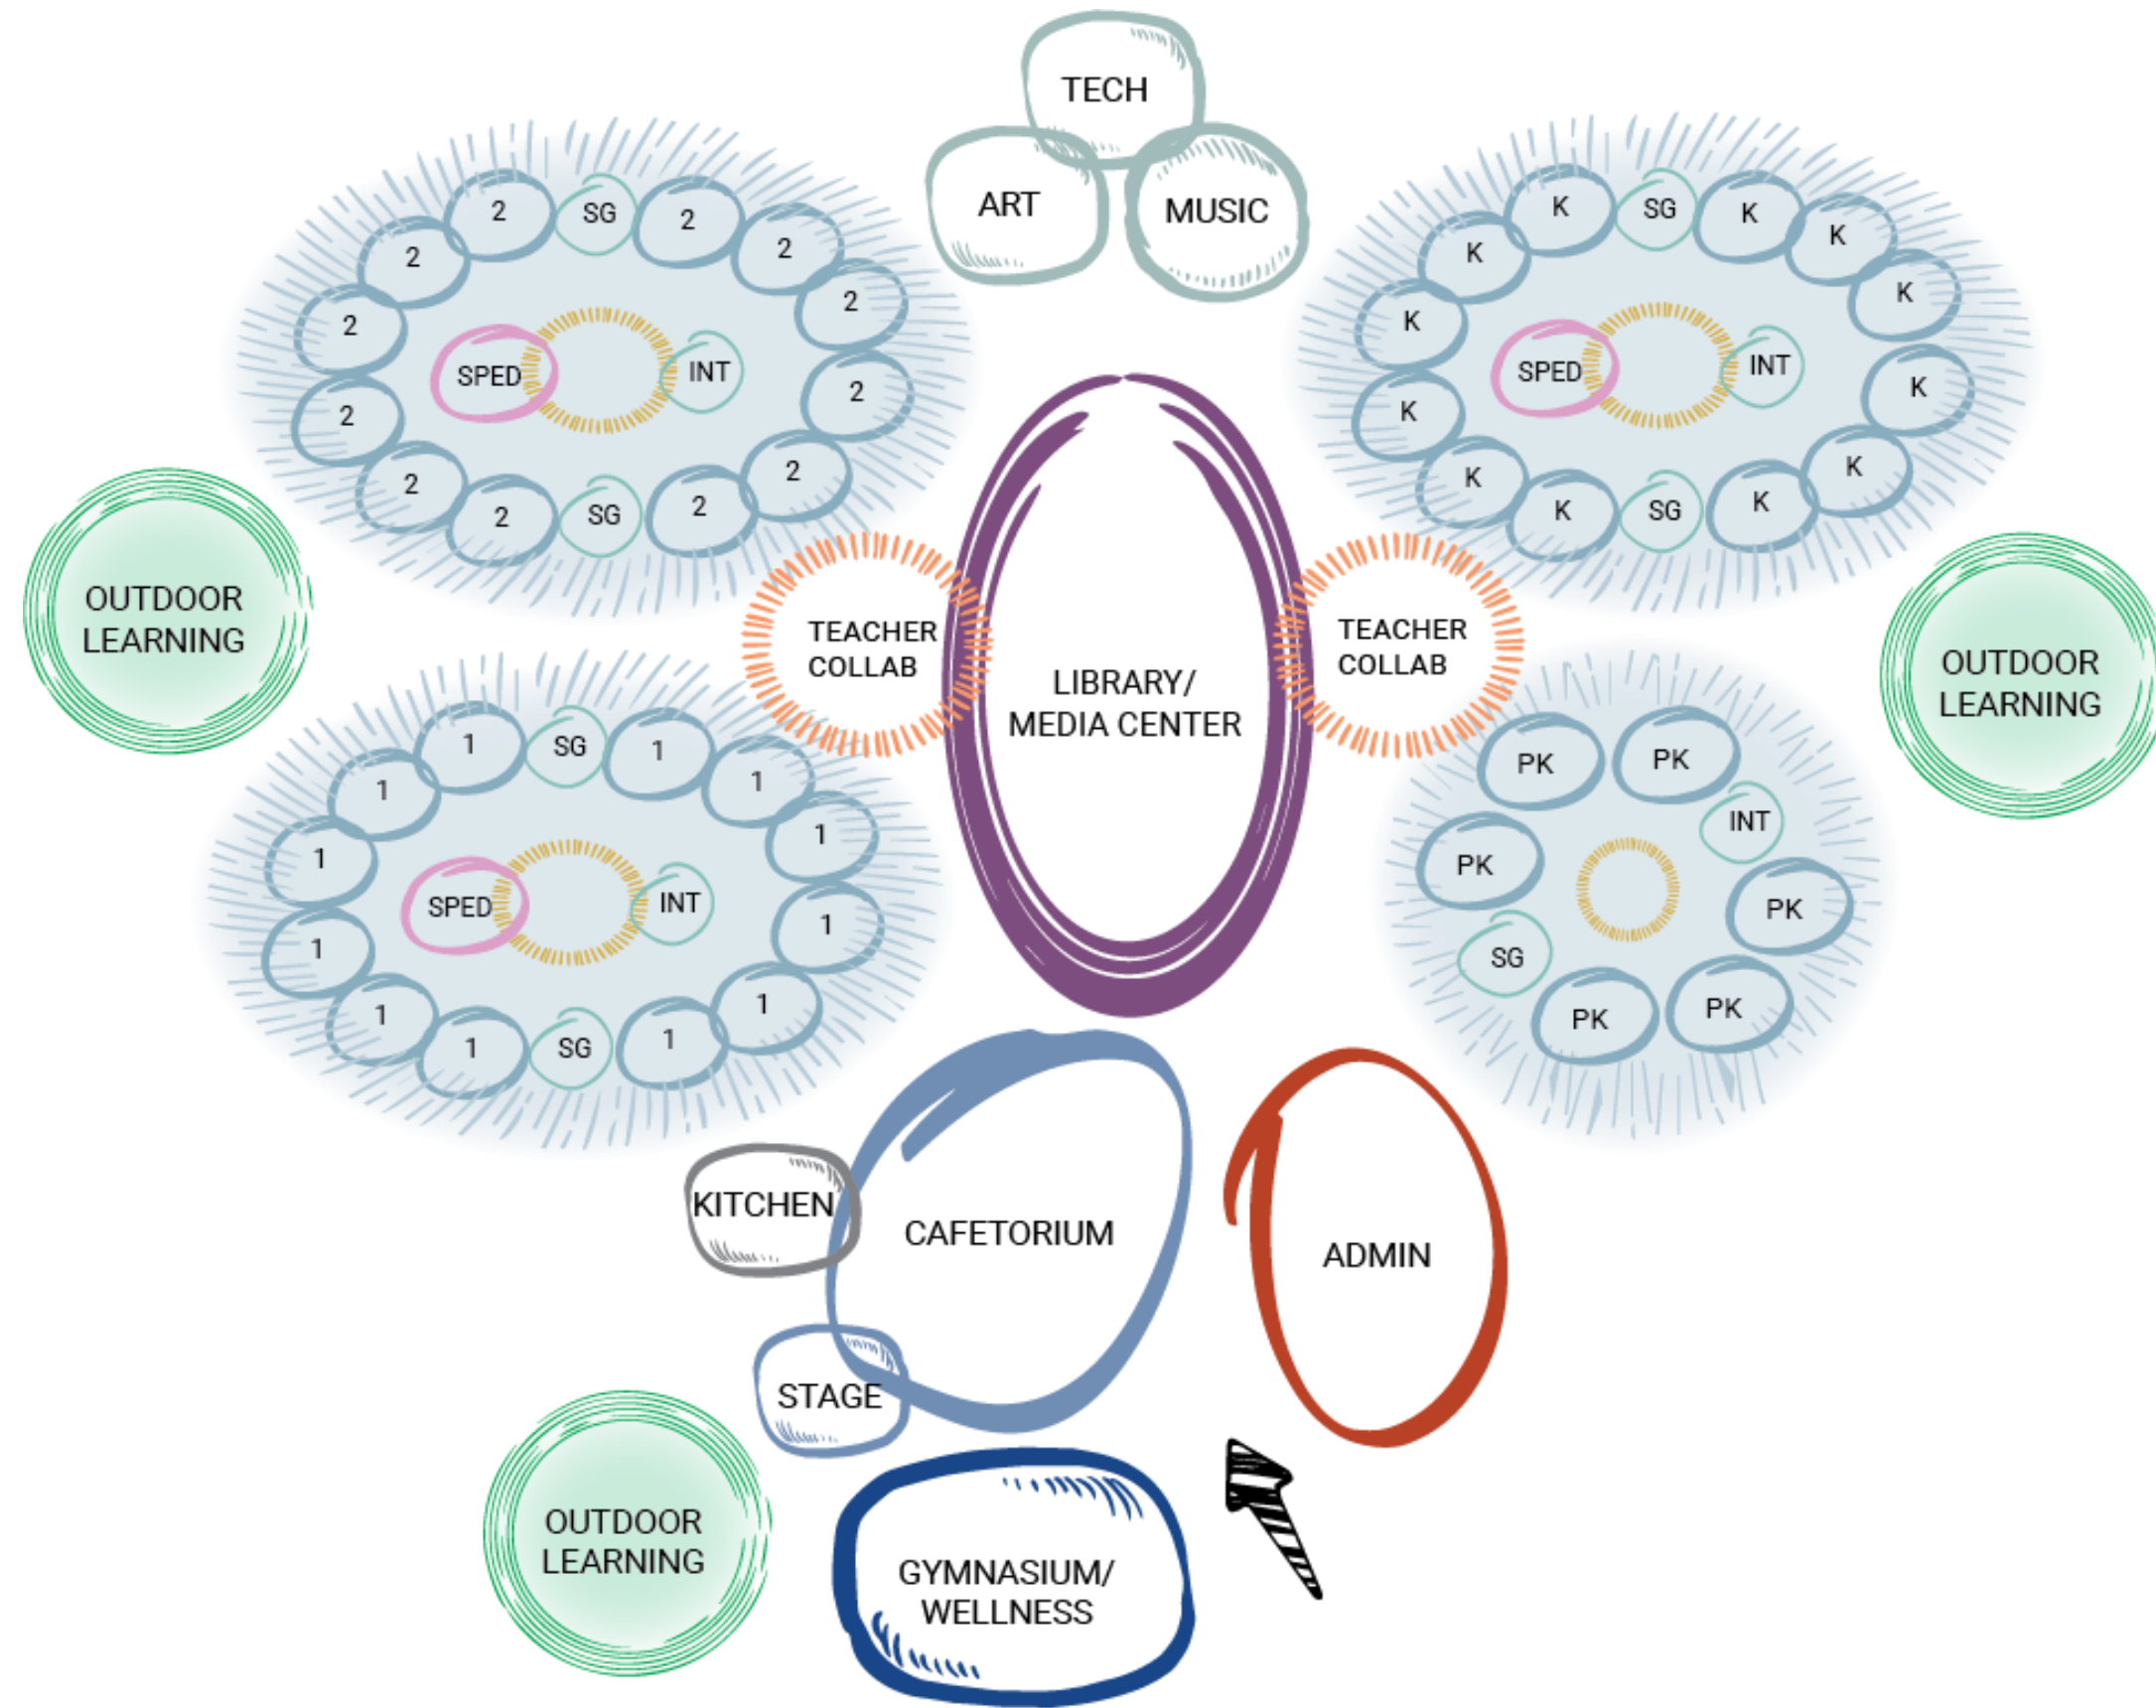 TECH
ART
MUSIC
2
SG
2
2
2
2
2
2
2
2
2
2
2
SG
2
SPED
INT
K
SG
K
K
K
K
K
K
K
K
K
K
K
SG
K
SPED
INT
OUTDOOR
LEARNING
TEACHER
COLLAB
LIBRARY/
MEDIA CENTER
TEACHER
COLLAB
OUTDOOR
LEARNING
1
SG
1
1
1
1
1
1
1
1
1
1
1
SG
1
SPED
INT
PK
PK
INT
PK
PK
SG
PK
PK
KITCHEN
CAFETORIUM
ADMIN
STAGE
OUTDOOR
LEARNING
GYMNASIUM/
WELLNESS